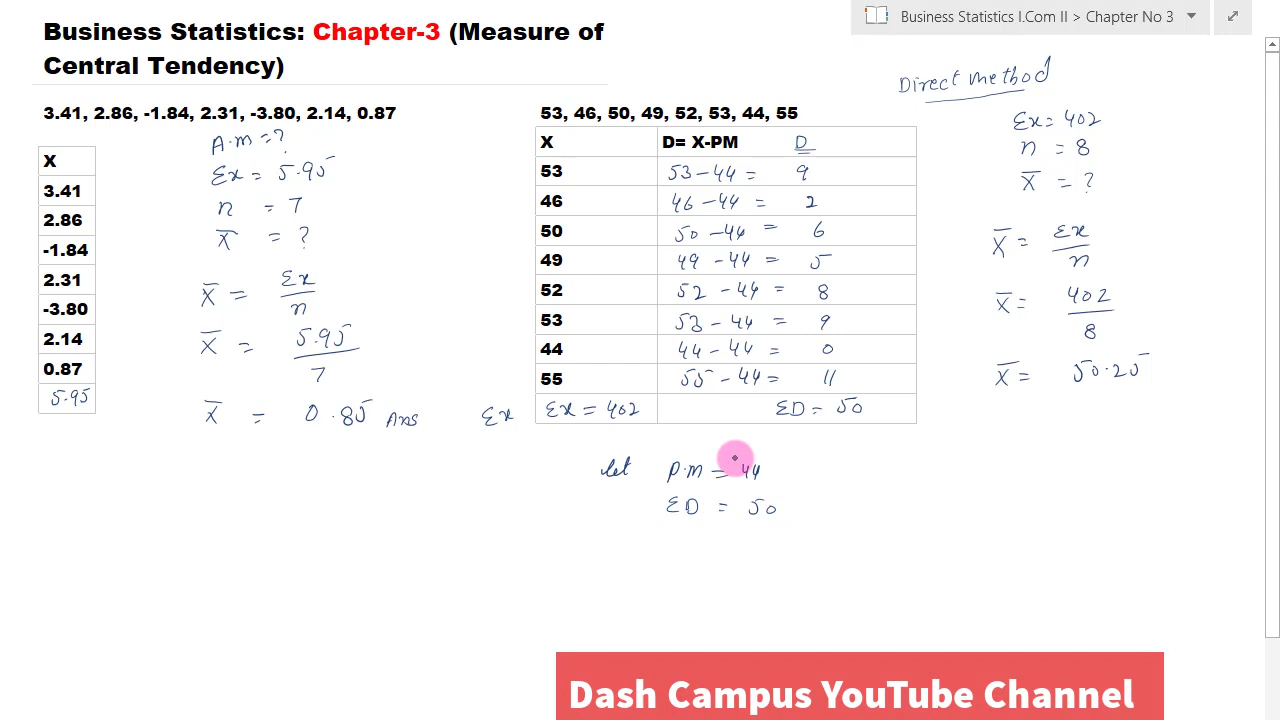 Business Statistics I.Com II > Chapter No 3
Business Statistics: Chapter-3 (Measure of
Central Tendency)
3.41, 2.86, -1.84, 2.31, -3.80, 2.14, 0.87
X
3.41
2.86
-1.84
2.31
-3.80
2.14
0.87
5.95
A.M = ?
Σx = 5.95
n = 7
X̅ = ?
X̅ = Σx / n
X̅ = 5.95 / 7
X̅ = 0.85 Ans
Σx
53, 46, 50, 49, 52, 53, 44, 55
X D= X-PM D
53 53 - 44 = 9
46 46 - 44 = 2
50 50 - 44 = 6
49 49 - 44 = 5
52 52 - 44 = 8
53 53 - 44 = 9
44 44 - 44 = 0
55 55 - 44 = 11
Σx = 402 ΣD = 50
let P.M = 44
ΣD = 50
Direct method
Σx = 402
n = 8
X̅ = ?
X̅ = Σx / n
X̅ = 402 / 8
X̅ = 50.25
Dash Campus YouTube Channel